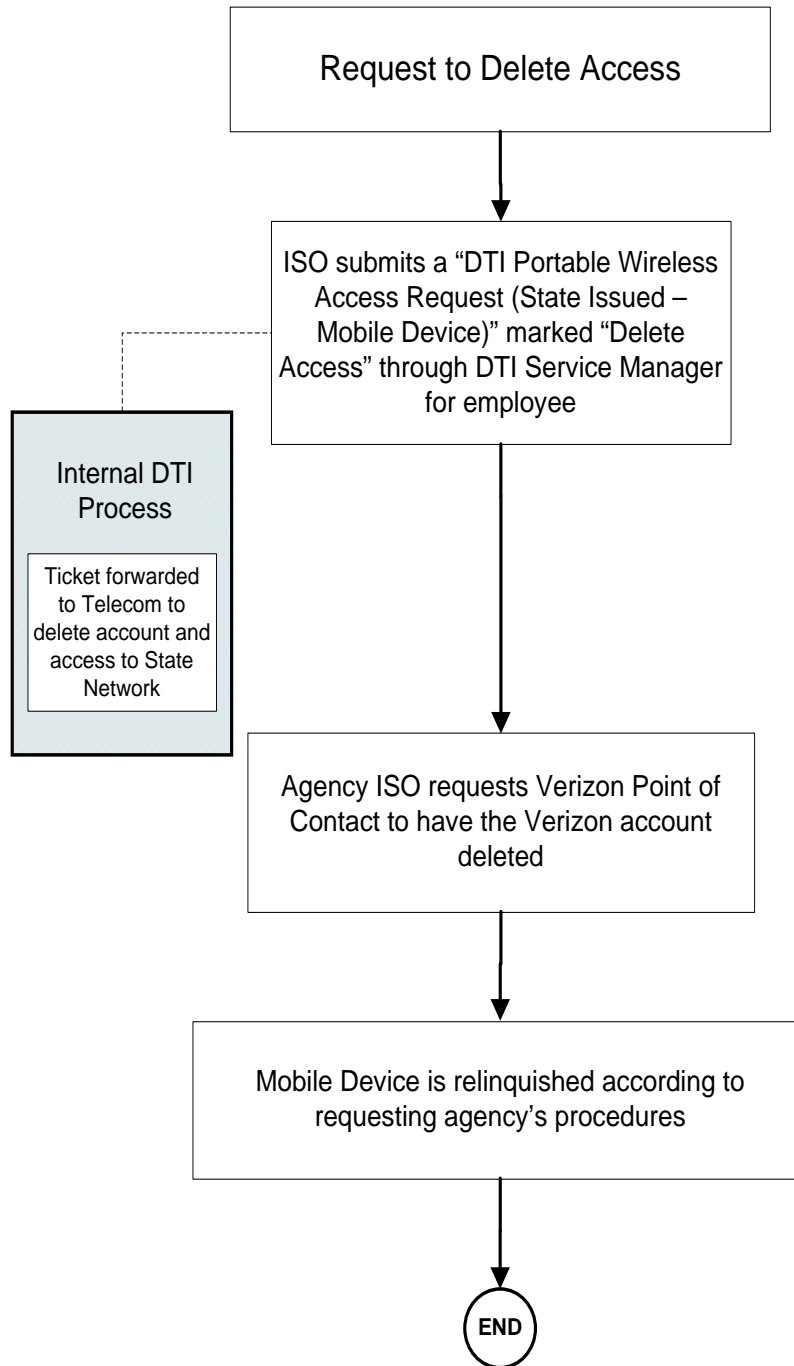 Request to Delete Access
ISO submits a “DTI Portable Wireless
Access Request (State Issued –
Mobile Device)” marked “Delete
Access” through DTI Service Manager
for employee
Internal DTI
Process
Ticket forwarded
to Telecom to
delete account and
access to State
Network
Agency ISO requests Verizon Point of
Contact to have the Verizon account
deleted
Mobile Device is relinquished according to
requesting agency’s procedures
END